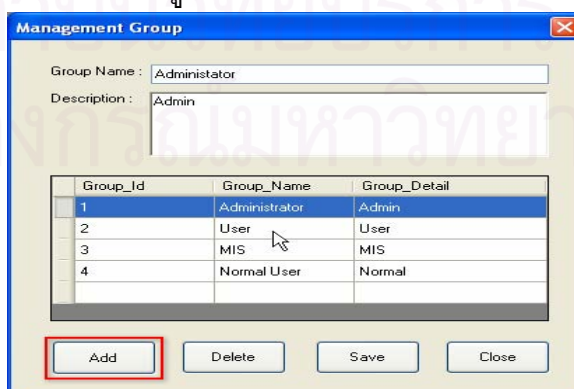 Management Group
Group Name : Administator
Description : Admin
Group_Id Group_Name Group_Detail
1 Administrator Admin
2 User User
3 MIS MIS
4 Normal User Normal
Add Delete Save Close